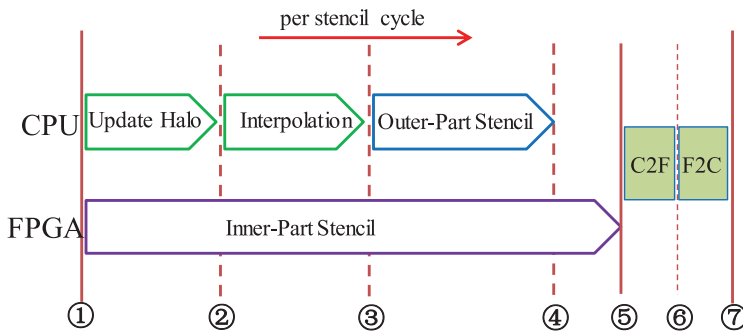 per stencil cycle
CPU
Update Halo
Interpolation
Outer-Part Stencil
C2F
F2C
FPGA
Inner-Part Stencil
① ② ③ ④ ⑤ ⑥ ⑦